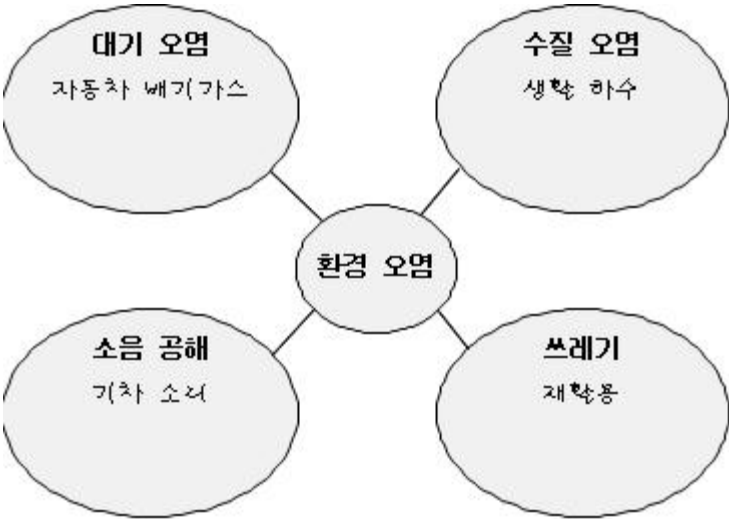 대기 오염
자동차 배기가스
수질 오염
생활 하수
환경 오염
소음 공해
기차 소리
쓰레기
재활용